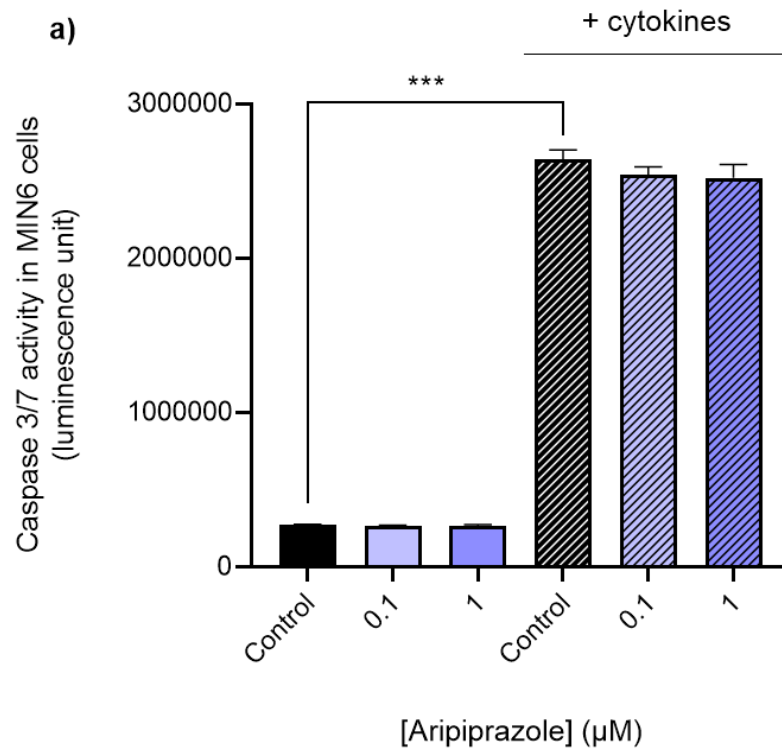 a)
+ cytokines
***
Caspase 3/7 activity in MIN6 cells
(luminescence unit)
3000000
2000000
1000000
0
Control
0.1
1
Control
0.1
1
[Aripiprazole] (μM)